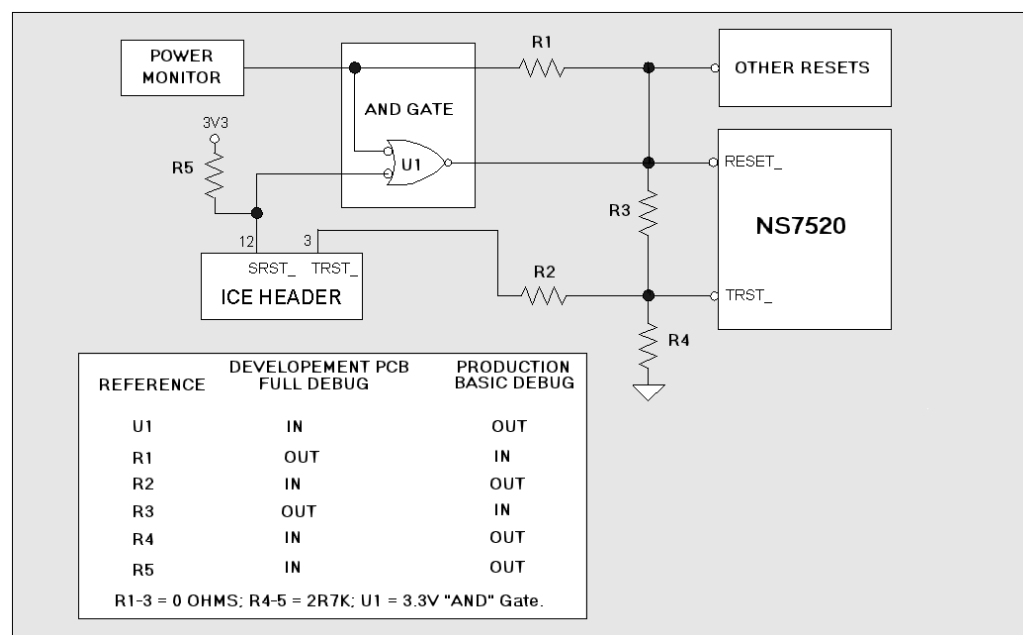 POWER
MONITOR
R1
OTHER RESETS
AND GATE
3V3
R5
U1
RESET_
R3
NS7520
12
3
SRST_
TRST_
ICE HEADER
R2
TRST_
R4
REFERENCE DEVELOPEMENT PCB FULL DEBUG PRODUCTION BASIC DEBUG
U1 IN OUT
R1 OUT IN
R2 IN OUT
R3 OUT IN
R4 IN OUT
R5 IN OUT
R1-3 = 0 OHMS; R4-5 = 2R7K; U1 = 3.3V "AND" Gate.